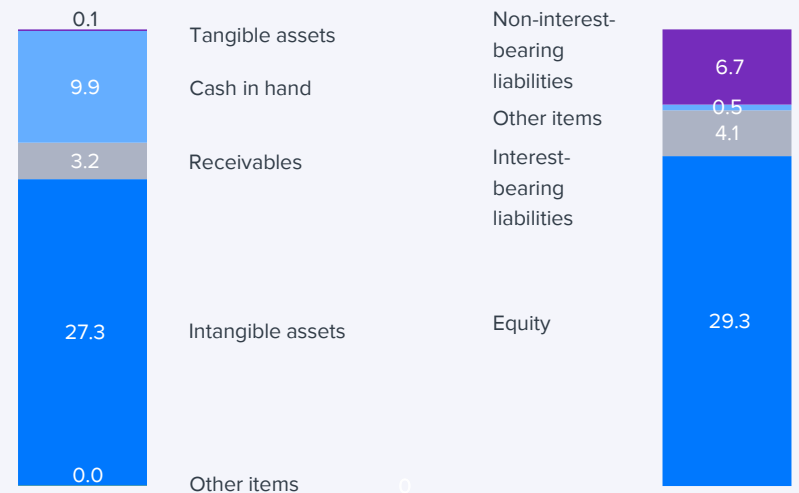 0.1
Tangible assets
9.9
Cash in hand
3.2
Receivables
27.3
Intangible assets
0.0
Other items
0
Non-interest-
bearing
liabilities
6.7
Other items
0.5
Interest-
bearing
liabilities
4.1
Equity
29.3